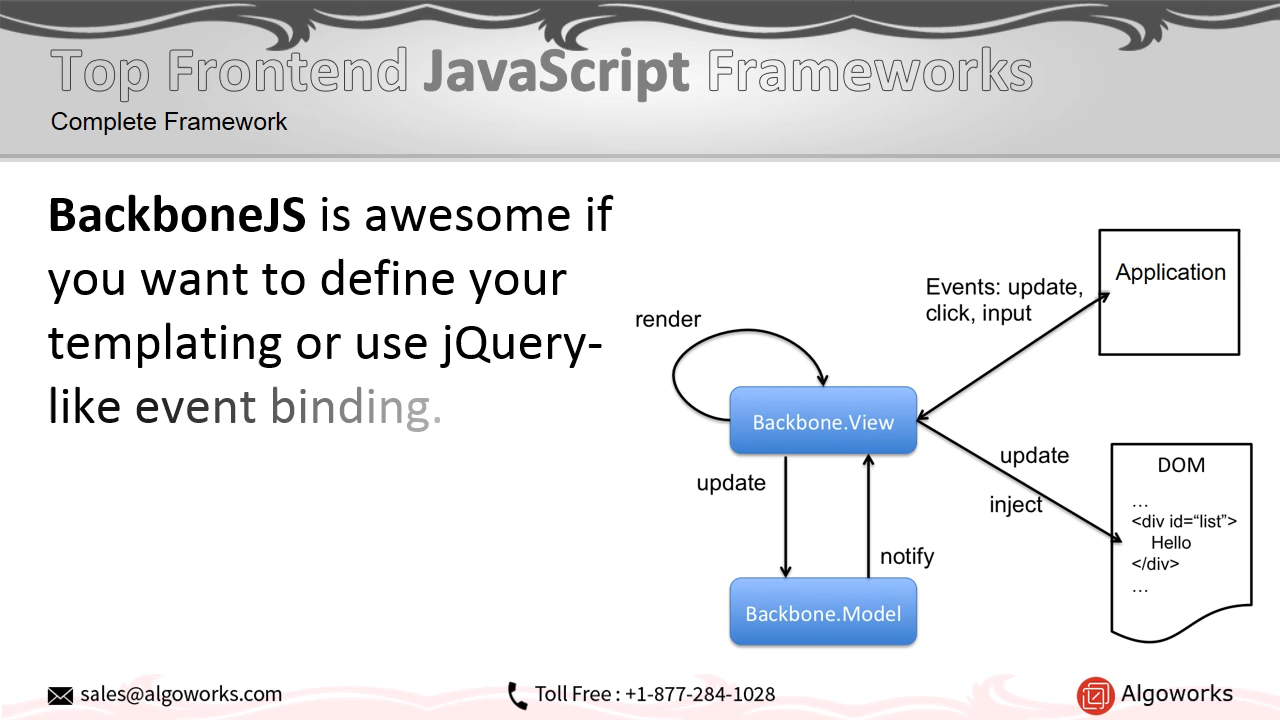 Top Frontend JavaScript Frameworks
Complete Framework
BackboneJS is awesome if
you want to define your
templating or use jQuery-
like event binding.
render
Events: update,
click, input
Application
Backbone.View
update
notify
Backbone.Model
update
inject
DOM
...
<div id=“list”>
Hello
</div>
...
sales@algoworks.com
Toll Free : +1-877-284-1028
Algoworks